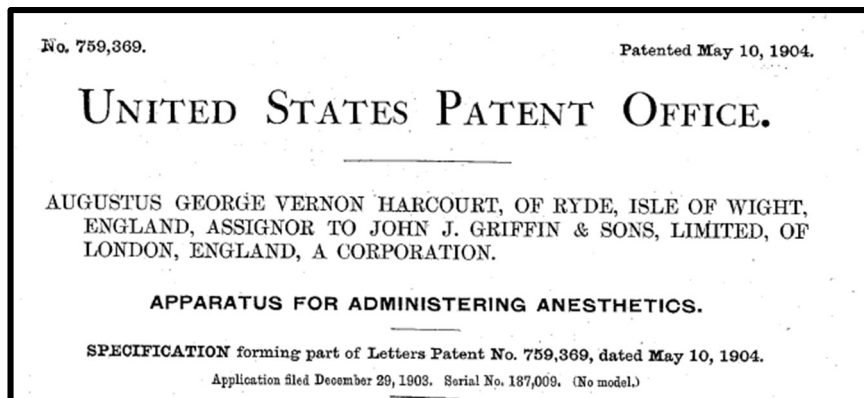 No. 759,369.
Patented May 10, 1904.
UNITED STATES PATENT OFFICE.
AUGUSTUS GEORGE VERNON HARCOURT, OF RYDE, ISLE OF WIGHT,
ENGLAND, ASSIGNOR TO JOHN J. GRIFFIN & SONS, LIMITED, OF
LONDON, ENGLAND, A CORPORATION.
APPARATUS FOR ADMINISTERING ANESTHETICS.
SPECIFICATION forming part of Letters Patent No. 759,369, dated May 10, 1904.
Application filed December 29, 1903. Serial No. 187,009. (No model.)